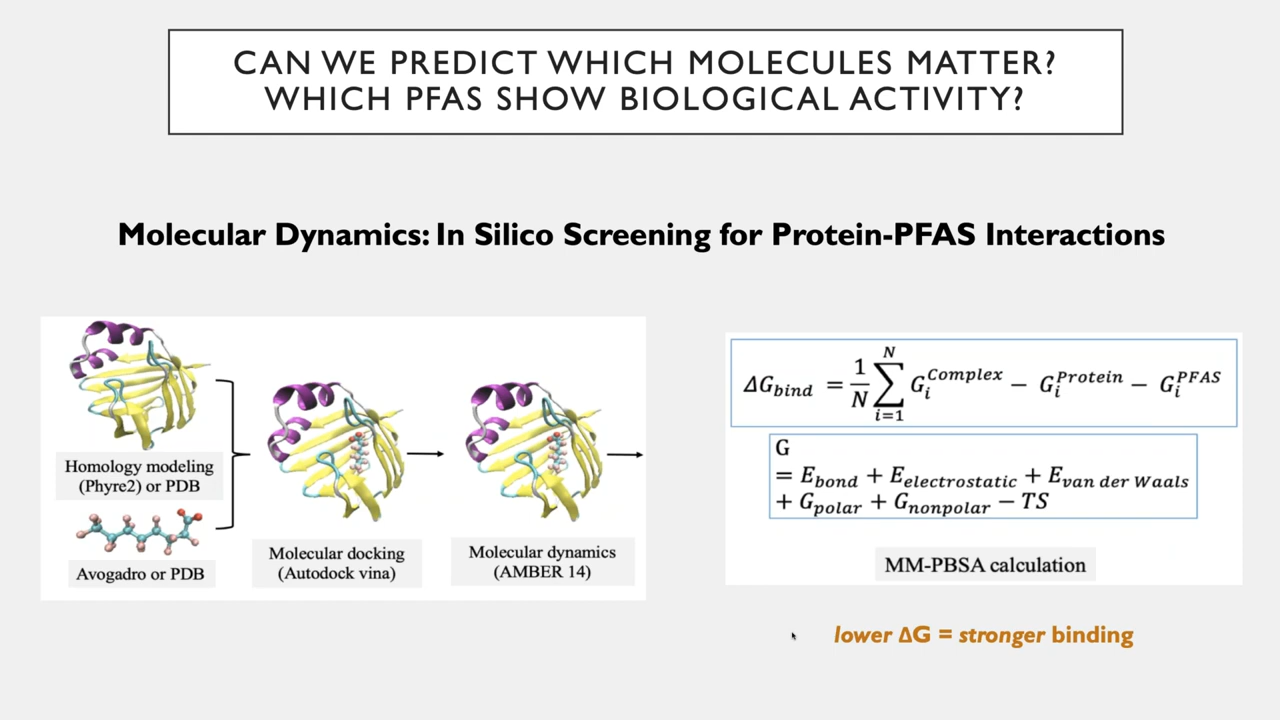 CAN WE PREDICT WHICH MOLECULES MATTER?
WHICH PFAS SHOW BIOLOGICAL ACTIVITY?
Molecular Dynamics: In Silico Screening for Protein-PFAS Interactions
Homology modeling
(Phyre2) or PDB
Avogadro or PDB
Molecular docking
(Autodock vina)
Molecular dynamics
(AMBER 14)
ΔG_bind = 1/N ∑_{i=1}^{N} G_i^{Complex} − G_i^{Protein} − G_i^{PFAS}
G
= E_bond + E_electrostatic + E_van der Waals
+ G_polar + G_nonpolar − TS
MM-PBSA calculation
lower ΔG = stronger binding